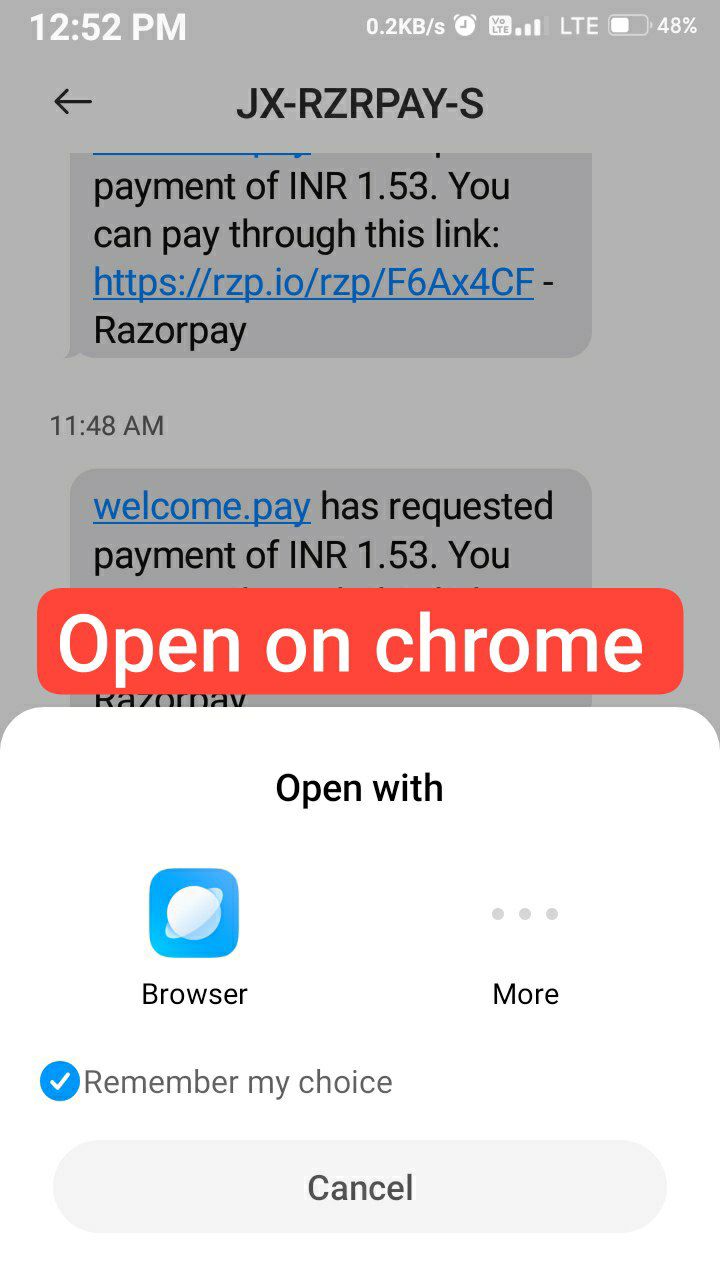 12:52 PM 0.2KB/s Vo LTE LTE 48%
JX-RZRPAY-S
payment of INR 1.53. You
can pay through this link:
https://rzp.io/rzp/F6Ax4CF -
Razorpay
11:48 AM
welcome.pay has requested
payment of INR 1.53. You
Open on chrome
Razorpay
Open with
Browser
More
Remember my choice
Cancel